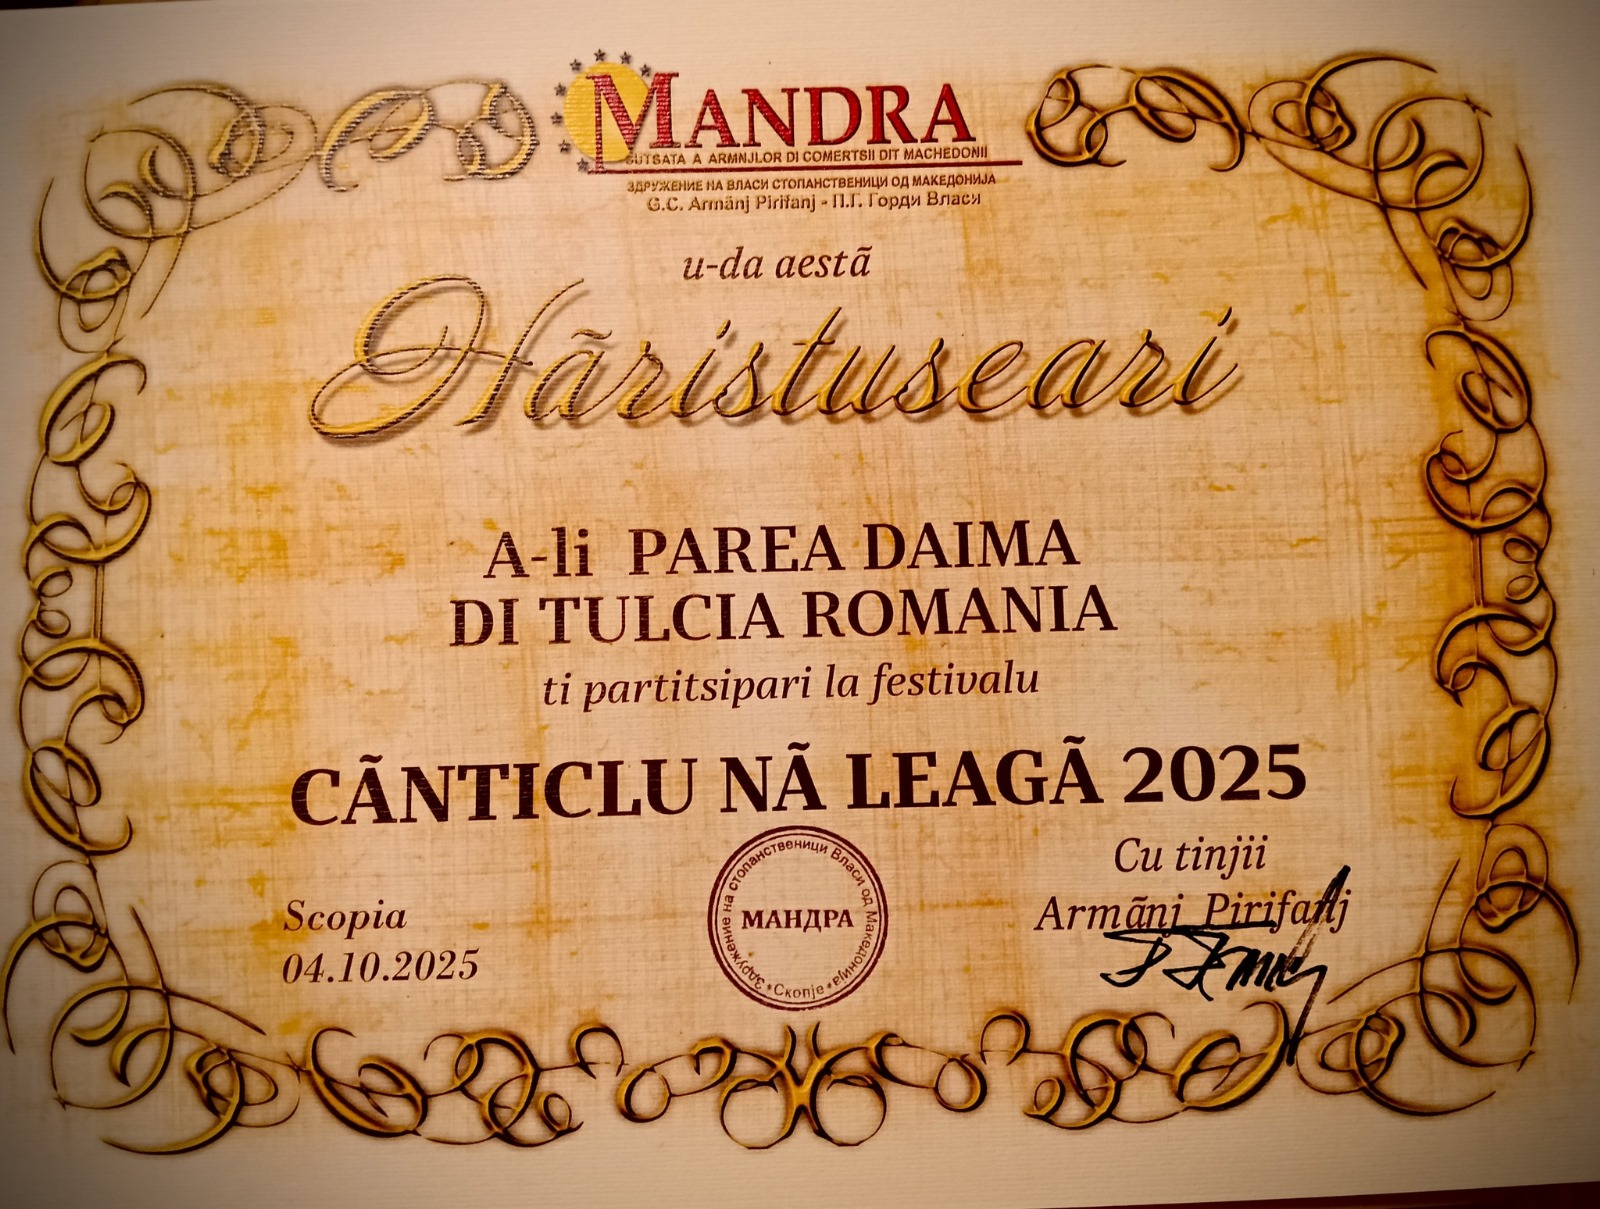 MANDRA
SUTSATA A ARMNJLOR DI COMERTSII DIT MACHEDONII
ЗДРУЖЕНИЕ НА ВЛАСИ СТОПАНСТВЕНИЦИ ОД МАКЕДОНИЈА
G.C. Armãnj Pirifanj - П.Г. Горди Власи
u-da aestã
Hãristuseari
A-li PAREA DAIMA
DI TULCIA ROMANIA
ti partitsipari la festivalu
CÃNTICLU NÃ LEAGÃ 2025
Cu tinjii
Armãnj Pirifanj
Scopia
04.10.2025
Здружение на стопанственици Власи од Македонија
МАНДРА
*Скопје*